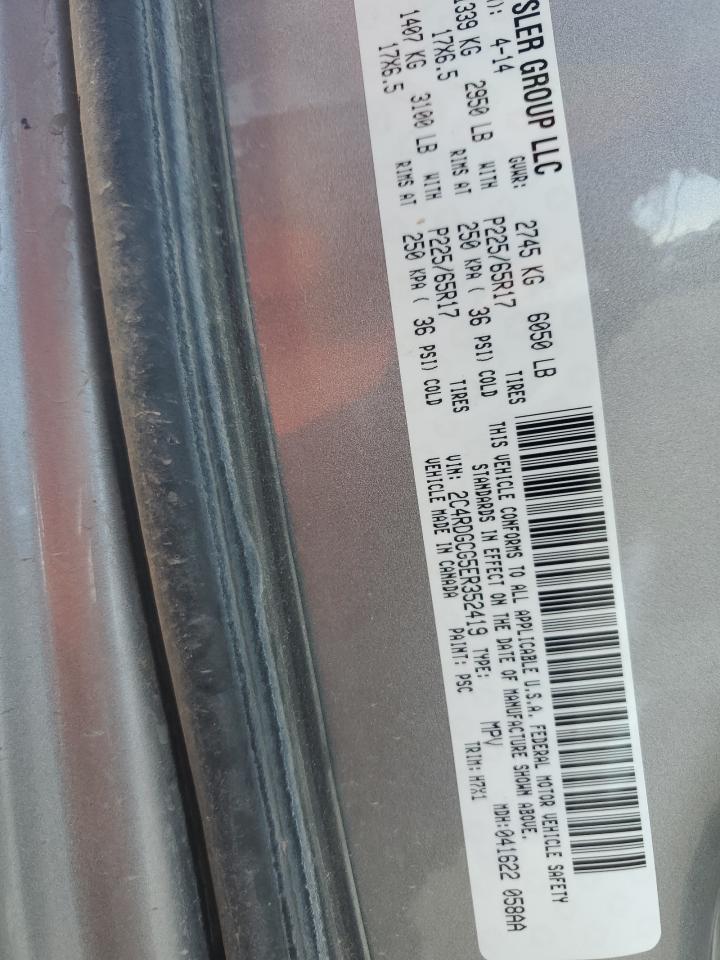 SLER GROUP LLC
): 4-14 GVWR: 2745 KG 6050 LB
1339 KG 2950 LB WITH P225/65R17 TIRES
17X6.5 RIMS AT 250 KPA ( 36 PSI) COLD
1407 KG 3100 LB WITH P225/65R17 TIRES
17X6.5 RIMS AT 250 KPA ( 36 PSI) COLD
THIS VEHICLE CONFORMS TO ALL APPLICABLE U.S.A. FEDERAL MOTOR VEHICLE SAFETY
STANDARDS IN EFFECT ON THE DATE OF MANUFACTURE SHOWN ABOVE.
VIN: 2C4RDGCG5ER352419 TYPE: MPV MDH:041622 058AA
VEHICLE MADE IN CANADA PAINT: PSC TRIM: H7X1